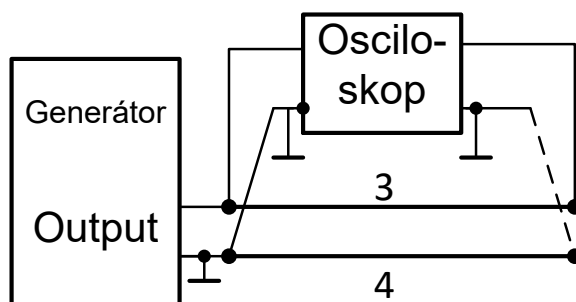 Oscilo-
skop
Generátor
3
Output
4